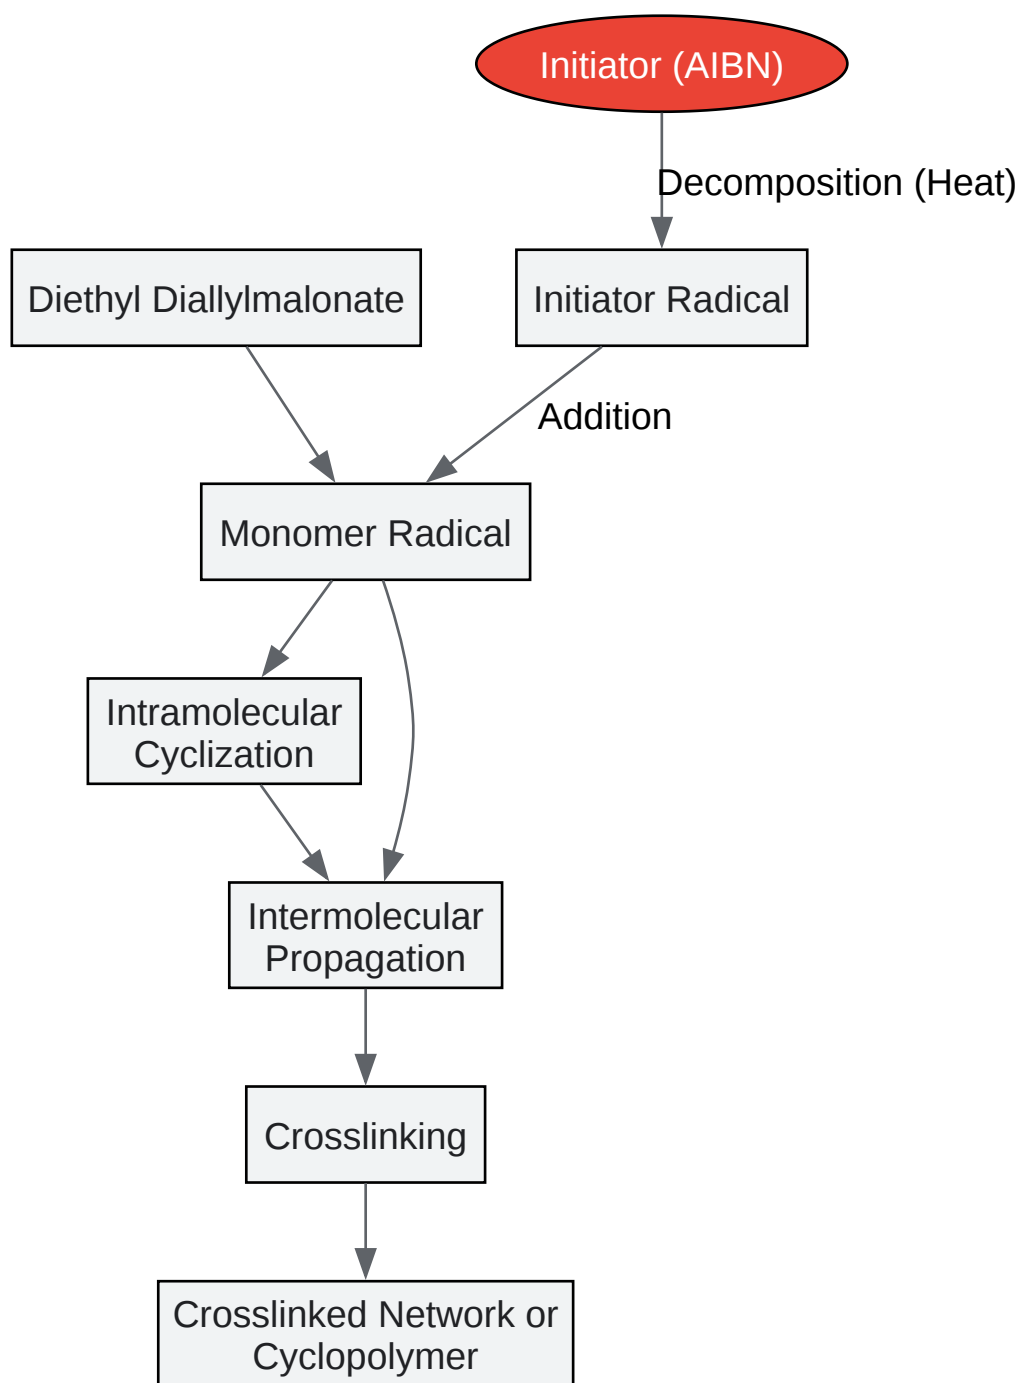 Initiator (AIBN)
Decomposition (Heat)
Diethyl Diallylmalonate
Initiator Radical
Addition
Monomer Radical
Intramolecular
Cyclization
Intermolecular
Propagation
Crosslinking
Crosslinked Network or
Cyclopolymer